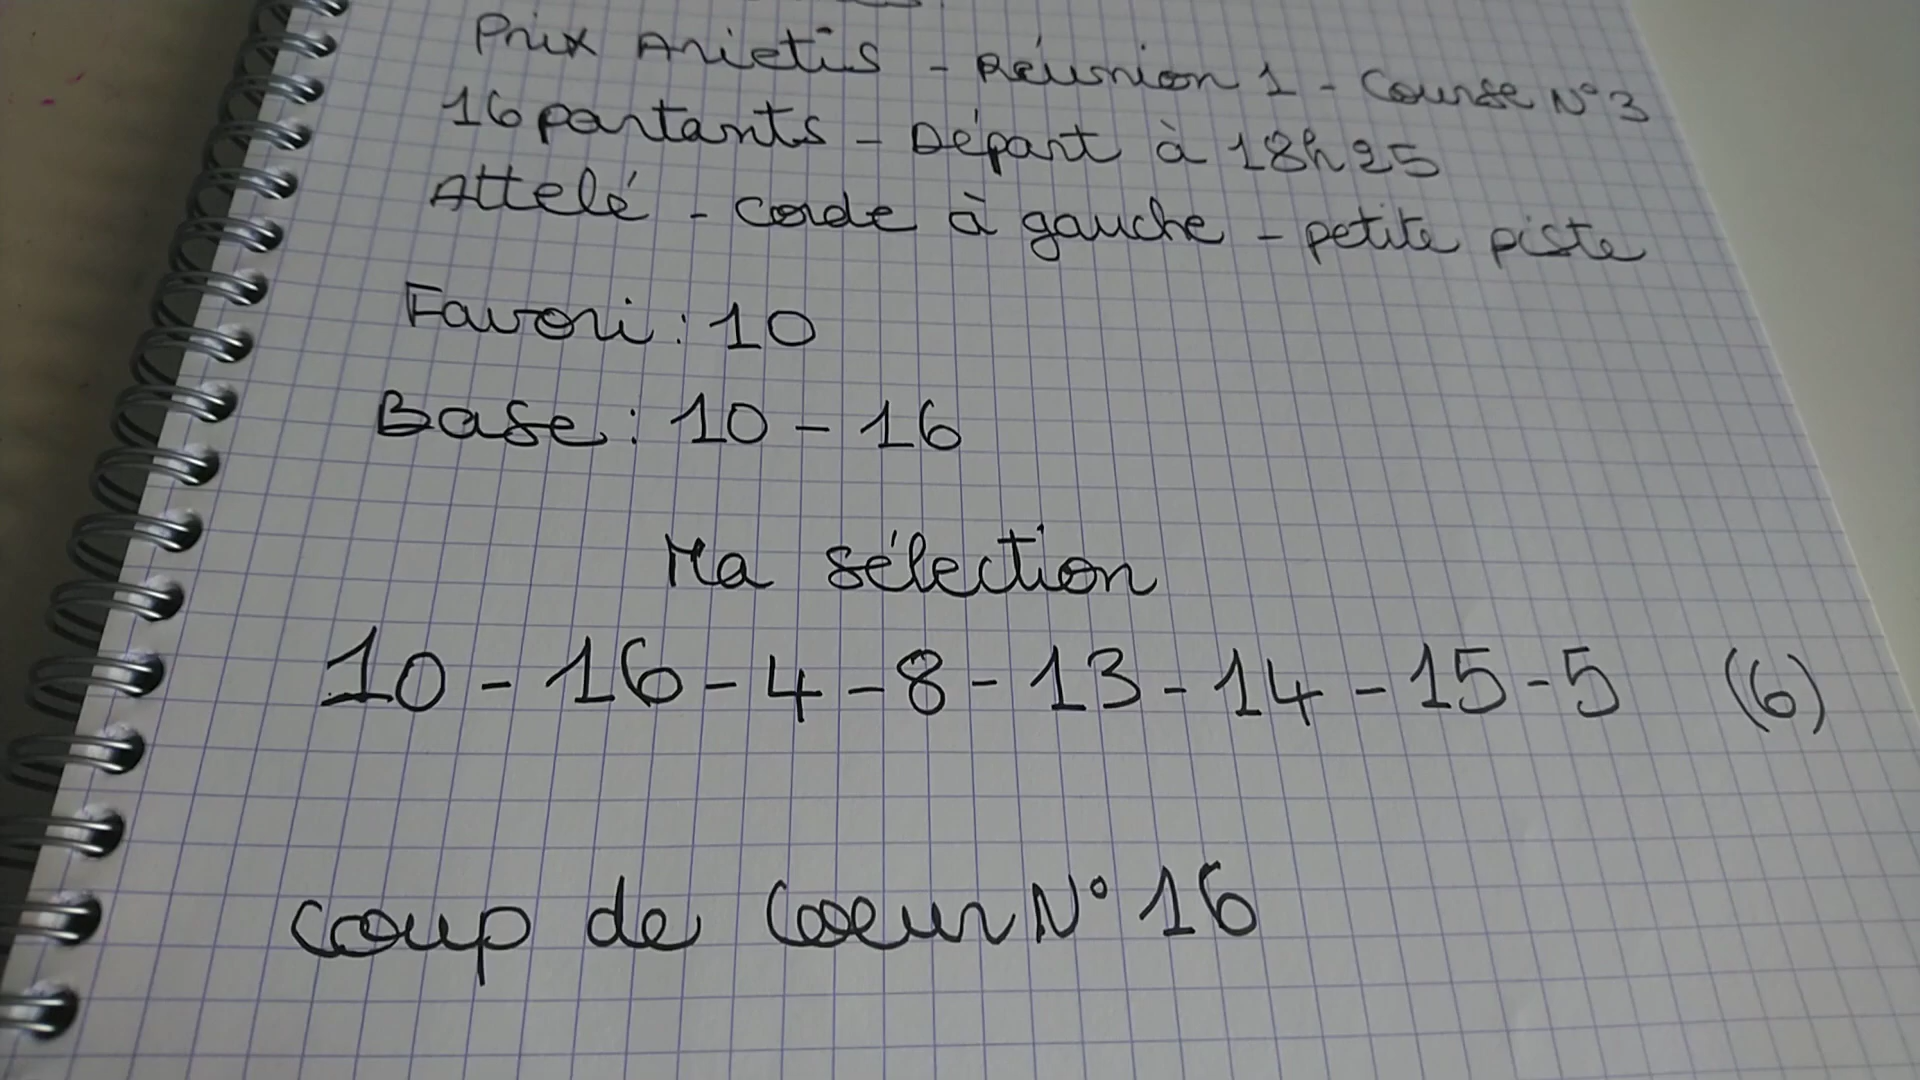 Prix Arietis - Réunion 1 - Course N° 3
16 partants - Départ à 18h25
Attelé - corde à gauche - petite piste
Favori : 10
Base : 10 - 16
Ma sélection
10 - 16 - 4 - 8 - 13 - 14 - 15 - 5 (6)
coup de coeur N° 16